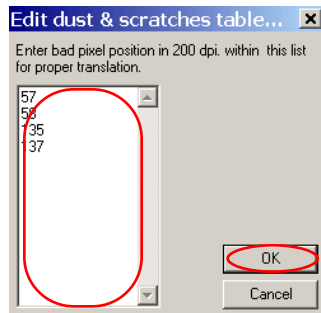 Edit dust & scratches table...
Enter bad pixel position in 200 dpi. within this list
for proper translation.
57
58
135
137
OK
Cancel